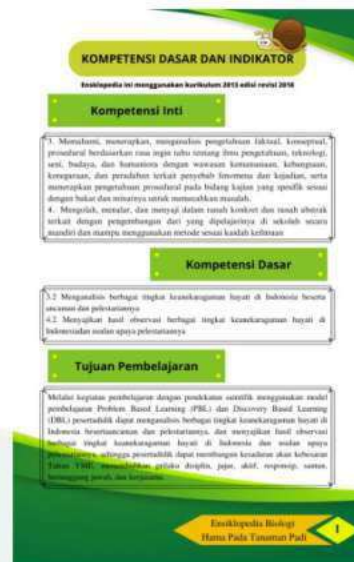 KOMPETENSI DASAR DAN INDIKATOR
Ensiklopedia ini menggunakan kurikulum 2013 edisi revisi 2018
Kompetensi Inti
3. Memahami, menerapkan, menganalisis pengetahuan faktual, konseptual,
prosedural berdasarkan rasa ingin tahu tentang ilmu pengetahuan, teknologi,
seni, budaya, dan humaniora dengan wawasan kemanusiaan, kebangsaan,
kenegaraan, dan peradaban terkait penyebab fenomena dan kejadian, serta
menerapkan pengetahuan prosedural pada bidang kajian yang spesifik sesuai
dengan bakat dan minatnya untuk memecahkan masalah.
4. Mengolah, menalar, dan menyaji dalam ranah konkret dan ranah abstrak
terkait dengan pengembangan dari yang dipelajarinya di sekolah secara
mandiri dan mampu menggunakan metode sesuai kaidah keilmuan
Kompetensi Dasar
3.2 Menganalisis berbagai tingkat keanekaragaman hayati di Indonesia beserta
ancaman dan pelestariannya
4.2 Menyajikan hasil observasi berbagai tingkat keanekaragaman hayati di
Indonesiadan usulan upaya pelestariannya
Tujuan Pembelajaran
Melalui kegiatan pembelajaran dengan pendekatan saintifik menggunakan model
pembelajaran Problem Based Learning (PBL) dan Discovery Based Learning
(DBL) pesertadidik dapat menganalisis berbagai tingkat keanekaragaman hayati di
Indonesia besertaancaman dan pelestariannya, dan menyajikan hasil observasi
berbagai tingkat keanekaragaman hayati di Indonesia dan usulan upaya
pelestariannya, sehingga pesertadidik dapat membangun kesadaran akan kebesaran
Tuhan YME, menumbuhkan prilaku disiplin, jujur, aktif, responsip, santun,
bertanggung jawab, dan kerjasama.
Ensiklopedia Biologi
Hama Pada Tanaman Padi
1